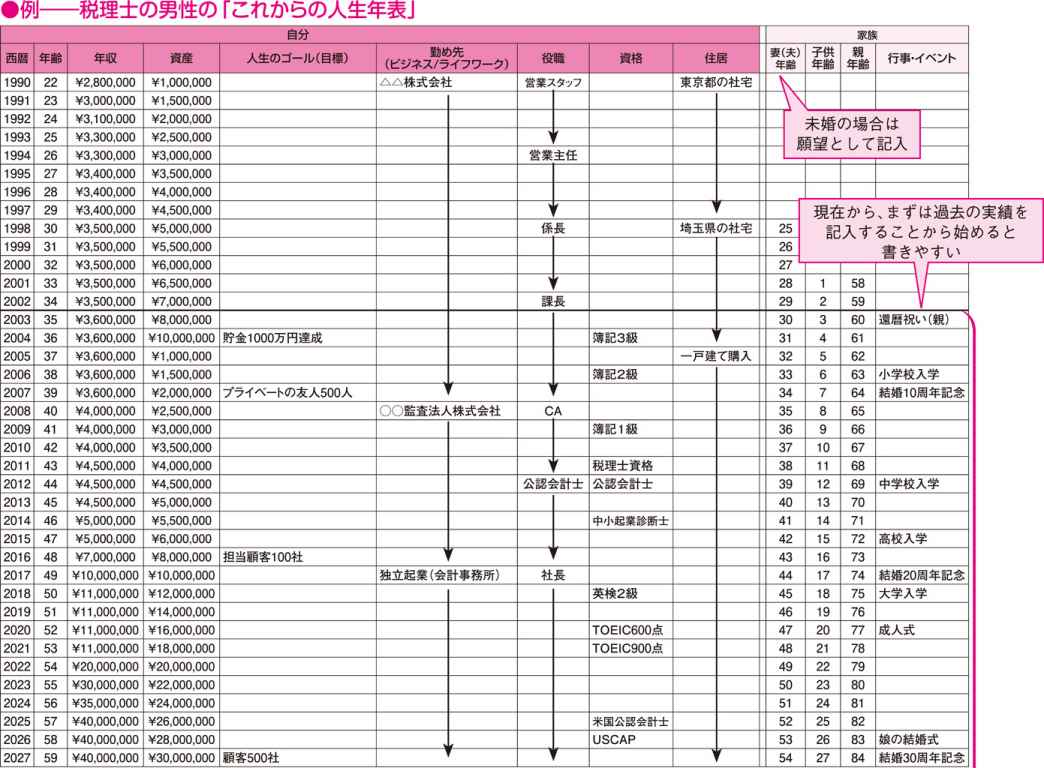 ●例――税理士の男性の「これからの人生年表」
自分 家族
西暦 年齢 年収 資産 人生のゴール(目標) 勤め先(ビジネス/ライフワーク) 役職 資格 住居 妻(夫)年齢 子供年齢 親年齢 行事・イベント
1990 22 ¥2,800,000 ¥1,000,000 △△株式会社 営業スタッフ 東京都の社宅
1991 23 ¥3,000,000 ¥1,500,000
1992 24 ¥3,100,000 ¥2,000,000
1993 25 ¥3,300,000 ¥2,500,000
1994 26 ¥3,300,000 ¥3,000,000 営業主任
1995 27 ¥3,400,000 ¥3,500,000
1996 28 ¥3,400,000 ¥4,000,000
1997 29 ¥3,400,000 ¥4,500,000
1998 30 ¥3,500,000 ¥5,000,000 係長 埼玉県の社宅 25
1999 31 ¥3,500,000 ¥5,500,000 26
2000 32 ¥3,500,000 ¥6,000,000 27
2001 33 ¥3,500,000 ¥6,500,000 28 1 58
2002 34 ¥3,500,000 ¥7,000,000 課長 29 2 59
2003 35 ¥3,600,000 ¥8,000,000 30 3 60 還暦祝い(親)
2004 36 ¥3,600,000 ¥10,000,000 貯金1000万円達成 簿記3級 31 4 61
2005 37 ¥3,600,000 ¥1,000,000 一戸建て購入 32 5 62
2006 38 ¥3,600,000 ¥1,500,000 簿記2級 33 6 63 小学校入学
2007 39 ¥3,600,000 ¥2,000,000 プライベートの友人500人 34 7 64 結婚10周年記念
2008 40 ¥4,000,000 ¥2,500,000 ○○監査法人株式会社 CA 35 8 65
2009 41 ¥4,000,000 ¥3,000,000 簿記1級 36 9 66
2010 42 ¥4,000,000 ¥3,500,000 37 10 67
2011 43 ¥4,500,000 ¥4,000,000 税理士資格 38 11 68
2012 44 ¥4,500,000 ¥4,500,000 公認会計士 公認会計士 39 12 69 中学校入学
2013 45 ¥4,500,000 ¥5,000,000 40 13 70
2014 46 ¥5,000,000 ¥5,500,000 中小起業診断士 41 14 71
2015 47 ¥5,000,000 ¥6,000,000 42 15 72 高校入学
2016 48 ¥7,000,000 ¥8,000,000 担当顧客100社 43 16 73
2017 49 ¥10,000,000 ¥10,000,000 独立起業(会計事務所) 社長 44 17 74 結婚20周年記念
2018 50 ¥11,000,000 ¥12,000,000 英検2級 45 18 75 大学入学
2019 51 ¥11,000,000 ¥14,000,000 46 19 76
2020 52 ¥11,000,000 ¥16,000,000 TOEIC600点 47 20 77 成人式
2021 53 ¥11,000,000 ¥18,000,000 TOEIC900点 48 21 78
2022 54 ¥20,000,000 ¥20,000,000 49 22 79
2023 55 ¥30,000,000 ¥22,000,000 50 23 80
2024 56 ¥35,000,000 ¥24,000,000 51 24 81
2025 57 ¥40,000,000 ¥26,000,000 米国公認会計士 52 25 82
2026 58 ¥40,000,000 ¥28,000,000 USCAP 53 26 83 娘の結婚式
2027 59 ¥40,000,000 ¥30,000,000 顧客500社 54 27 84 結婚30周年記念
未婚の場合は
願望として記入
現在から、まずは過去の実績を
記入することから始めると
書きやすい